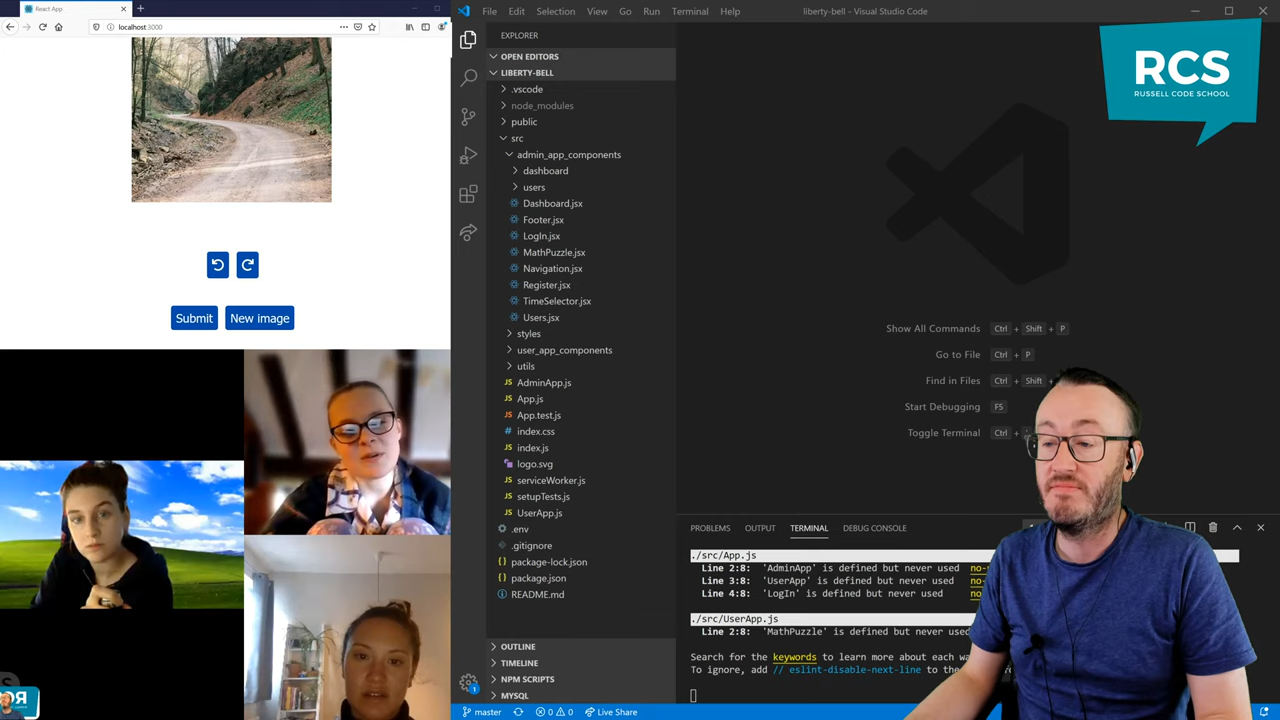 React App
localhost:3000
Submit
New image
File Edit Selection View Go Run Terminal Help
liberty-bell - Visual Studio Code
EXPLORER
OPEN EDITORS
LIBERTY-BELL
.vscode
node_modules
public
src
admin_app_components
dashboard
users
Dashboard.jsx
Footer.jsx
LogIn.jsx
MathPuzzle.jsx
Navigation.jsx
Register.jsx
TimeSelector.jsx
Users.jsx
styles
user_app_components
utils
AdminApp.js
App.js
App.test.js
index.css
index.js
logo.svg
serviceWorker.js
setupTests.js
UserApp.js
.env
.gitignore
package-lock.json
package.json
README.md
OUTLINE
TIMELINE
NPM SCRIPTS
MYSQL
master
0 0
Live Share
RCS
RUSSELL CODE SCHOOL
Show All Commands Ctrl + Shift + P
Go to File Ctrl + P
Find in Files Ctrl + Shift +
Start Debugging F5
Toggle Terminal Ctrl +
PROBLEMS OUTPUT TERMINAL DEBUG CONSOLE
./src/App.js
Line 2:8: 'AdminApp' is defined but never used
Line 3:8: 'UserApp' is defined but never used
Line 4:8: 'LogIn' is defined but never used
./src/UserApp.js
Line 2:8: 'MathPuzzle' is defined but never used
Search for the keywords to learn more about each
To ignore, add // eslint-disable-next-line to the